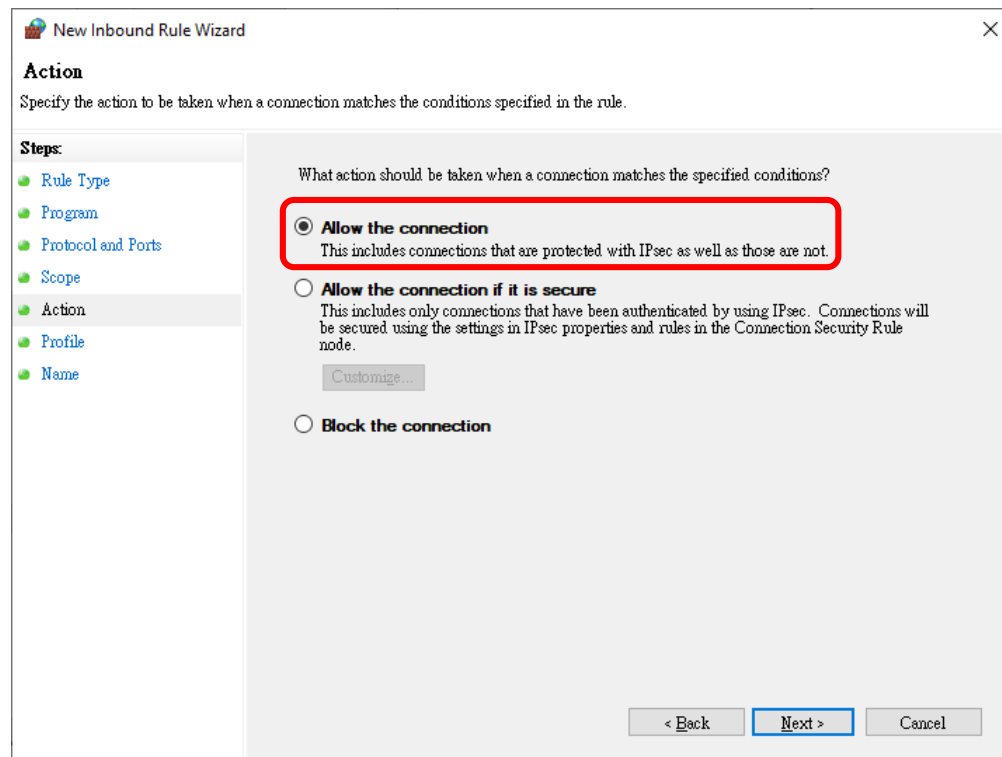 New Inbound Rule Wizard
Action
Specify the action to be taken when a connection matches the conditions specified in the rule.
Steps:
Rule Type
Program
Protocol and Ports
Scope
Action
Profile
Name
What action should be taken when a connection matches the specified conditions?
Allow the connection
This includes connections that are protected with IPsec as well as those are not.
Allow the connection if it is secure
This includes only connections that have been authenticated by using IPsec. Connections will
be secured using the settings in IPsec properties and rules in the Connection Security Rule
node.
Customize...
Block the connection
< Back
Next >
Cancel